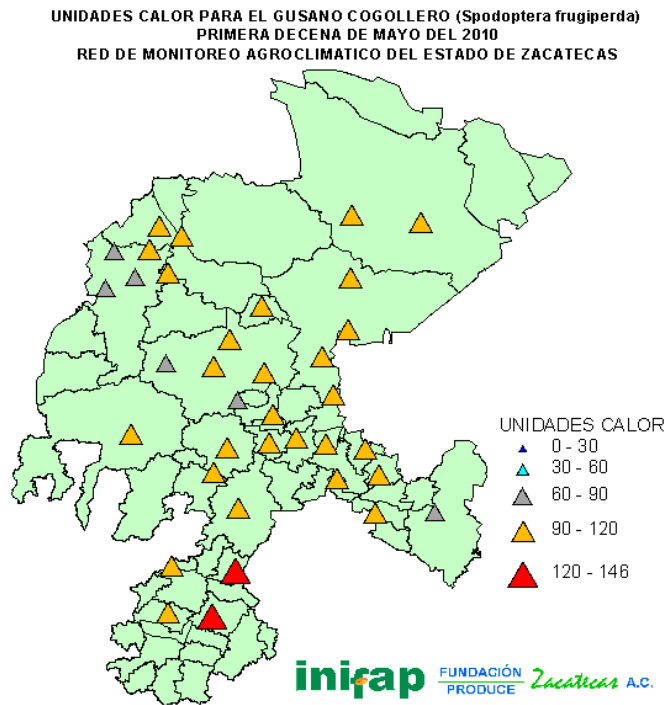 UNIDADES CALOR PARA EL GUSANO COGOLLERO (Spodoptera frugiperda)
PRIMERA DECENA DE MAYO DEL 2010
RED DE MONITOREO AGROCLIMATICO DEL ESTADO DE ZACATECAS
UNIDADES CALOR
0 - 30
30 - 60
60 - 90
90 - 120
120 - 146
inifap
FUNDACIÓN
PRODUCE
Zacatecas A.C.